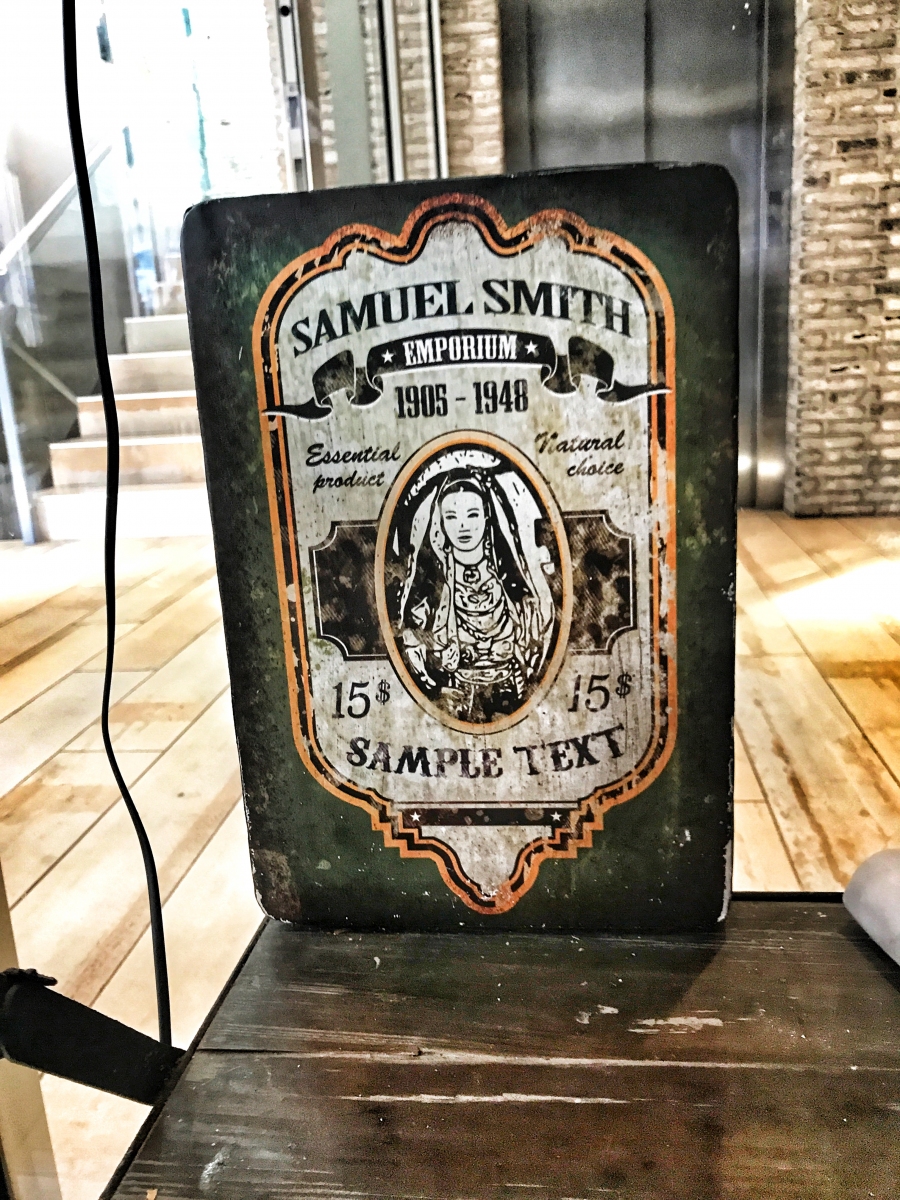 SAMUEL SMITH
EMPORIUM
1905 - 1948
Essential product
Natural choice
15$
15$
SAMPLE TEXT